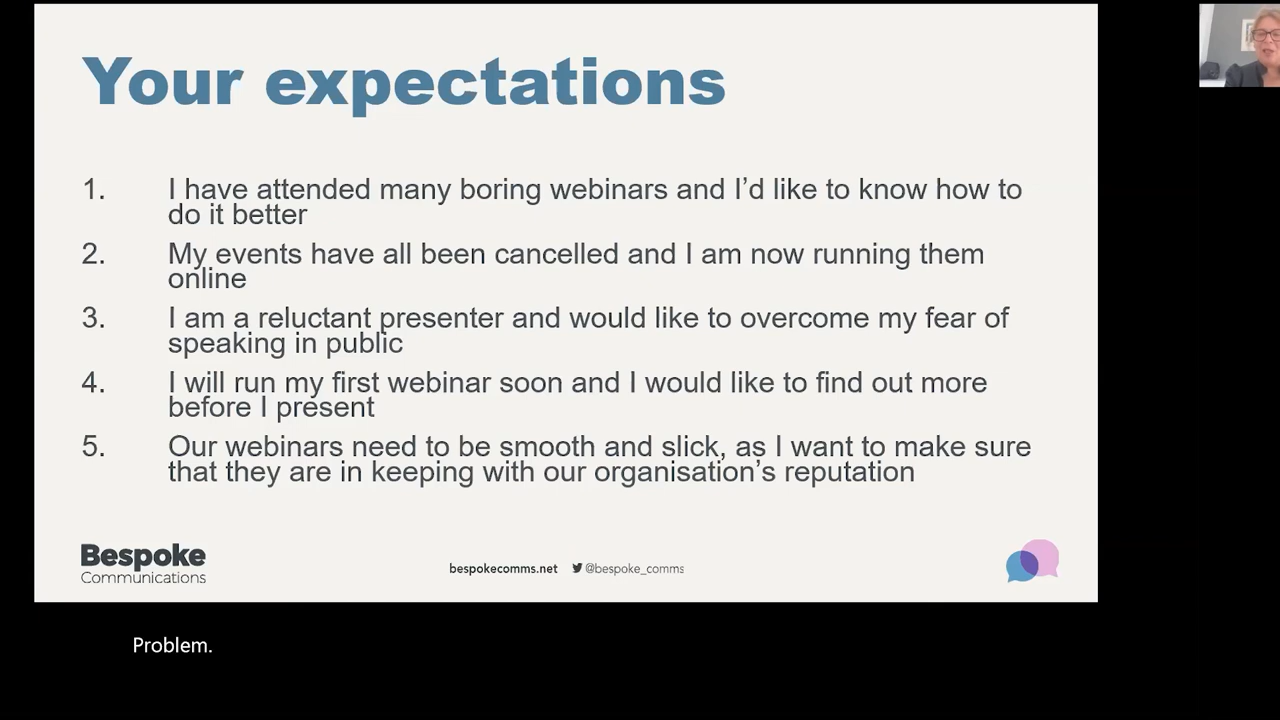 Your expectations
1. I have attended many boring webinars and I’d like to know how to
do it better
2. My events have all been cancelled and I am now running them
online
3. I am a reluctant presenter and would like to overcome my fear of
speaking in public
4. I will run my first webinar soon and I would like to find out more
before I present
5. Our webinars need to be smooth and slick, as I want to make sure
that they are in keeping with our organisation’s reputation
Bespoke
Communications
bespokecomms.net @bespoke_comms
Problem.